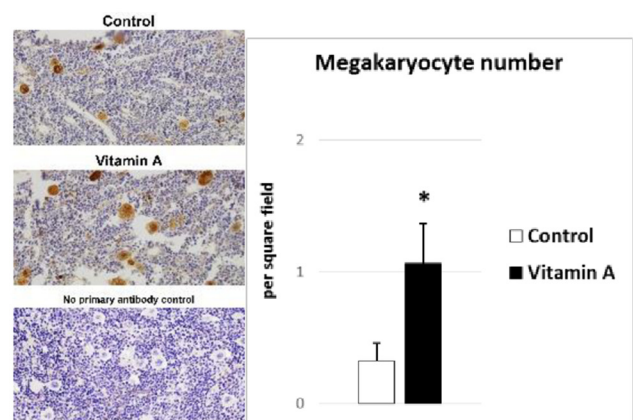 Control
Vitamin A
No primary antibody control
Megakaryocyte number
per square field
2
1
0
*
Control
Vitamin A